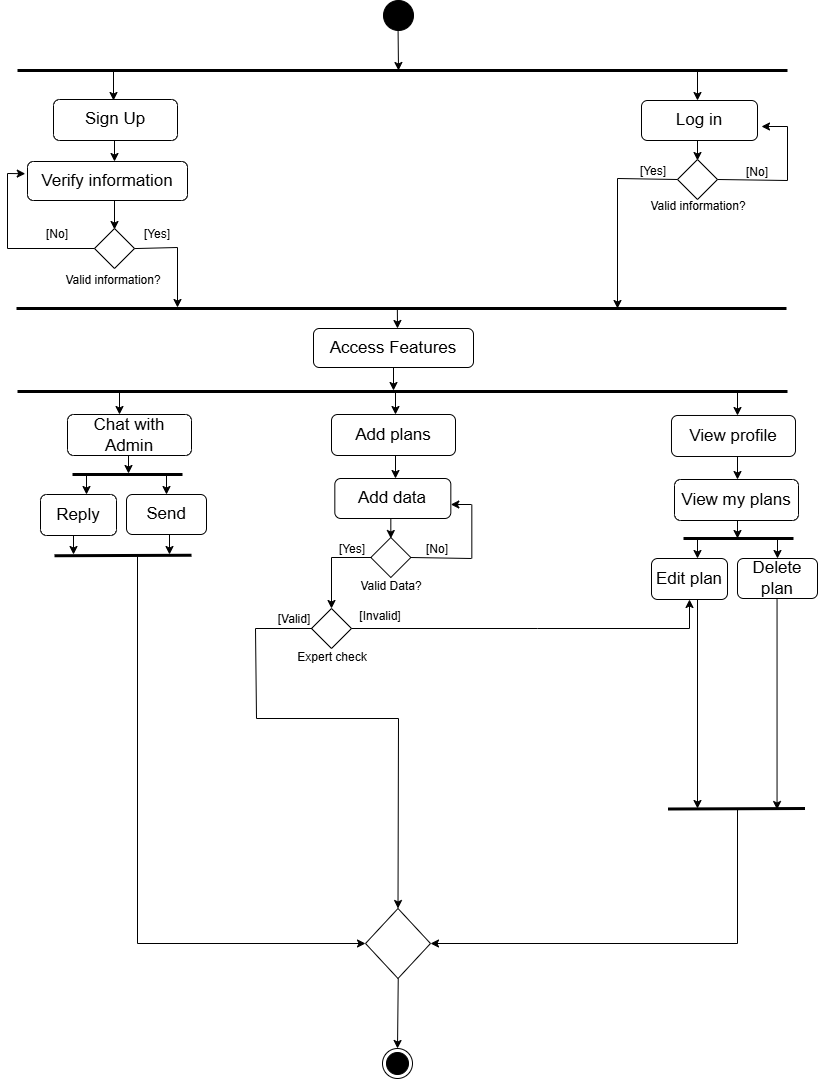 Sign Up
Log in
Verify information
[Yes]
[No]
Valid information?
[No]
[Yes]
Valid information?
Access Features
Chat with
Admin
Add plans
View profile
Add data
View my plans
Reply
Send
[Yes]
[No]
Valid Data?
Edit plan
Delete
plan
[Valid]
[Invalid]
Expert check